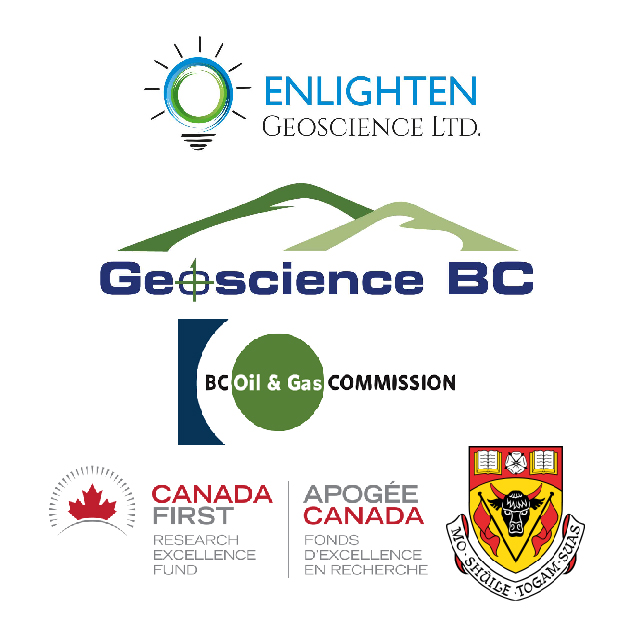 ENLIGHTEN
GEOSCIENCE LTD.
Geoscience BC
BC Oil & Gas COMMISSION
CANADA
FIRST
RESEARCH
EXCELLENCE
FUND
APOGÉE
CANADA
FONDS
D'EXCELLENCE
EN RECHERCHE
MO · SHÙILE · TOGAM · SUAS